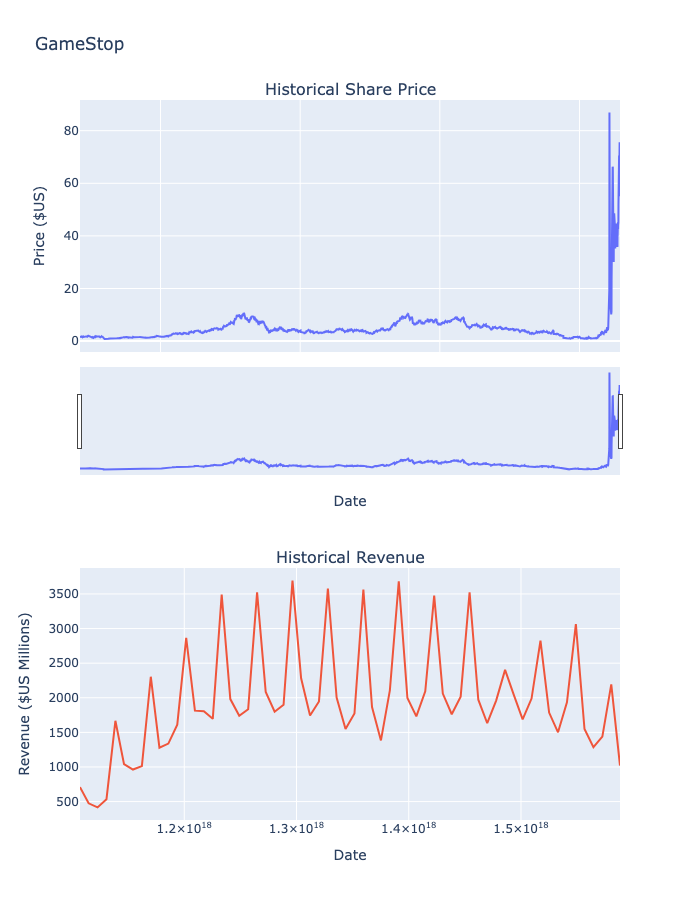 GameStop
Historical Share Price
80
60
40
20
0
Price ($US)
Date
Historical Revenue
3500
3000
2500
2000
1500
1000
500
Revenue ($US Millions)
1.2×10¹⁸ 1.3×10¹⁸ 1.4×10¹⁸ 1.5×10¹⁸
Date